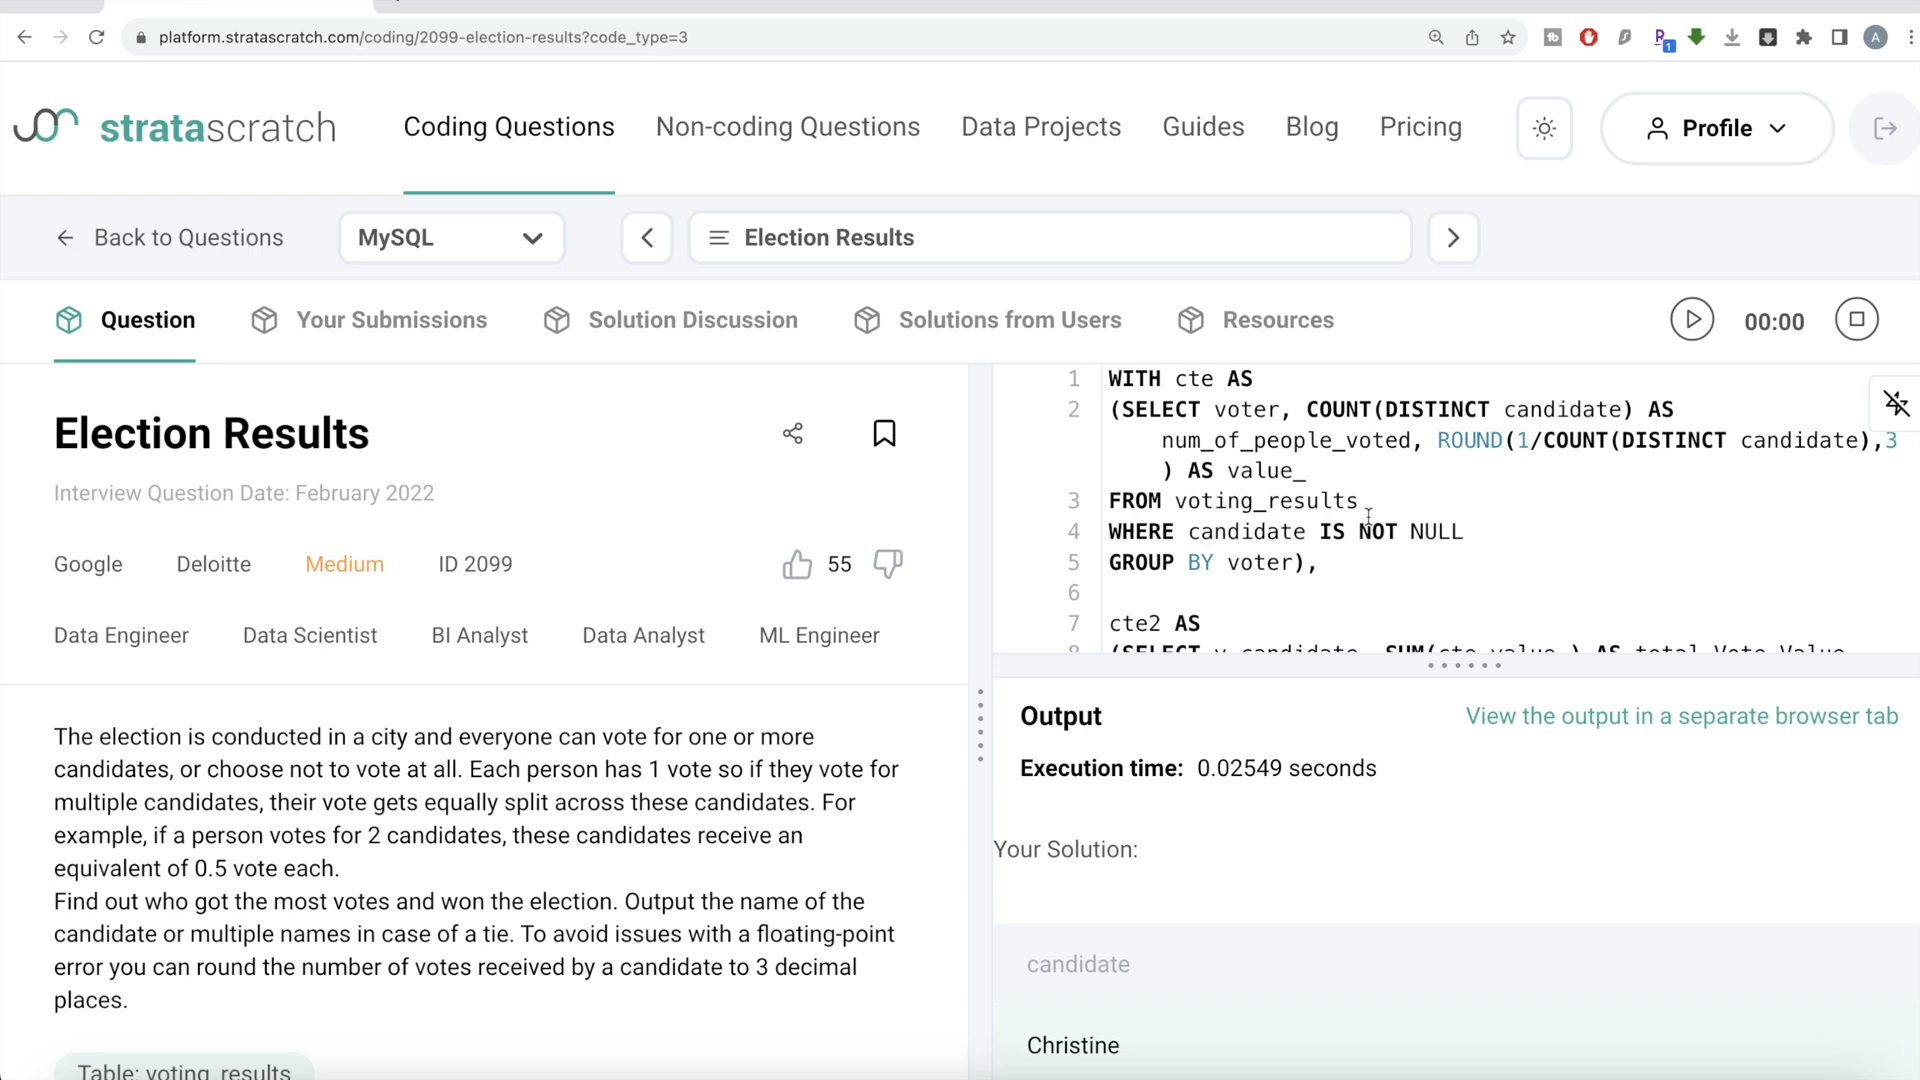 platform.stratascratch.com/coding/2099-election-results?code_type=3
1
A
stratascratch
Coding Questions
Non-coding Questions
Data Projects
Guides
Blog
Pricing
Profile
Back to Questions
MySQL
Election Results
Question
Your Submissions
Solution Discussion
Solutions from Users
Resources
00:00
Election Results
Interview Question Date: February 2022
Google Deloitte Medium ID 2099
55
Data Engineer Data Scientist BI Analyst Data Analyst ML Engineer
The election is conducted in a city and everyone can vote for one or more
candidates, or choose not to vote at all. Each person has 1 vote so if they vote for
multiple candidates, their vote gets equally split across these candidates. For
example, if a person votes for 2 candidates, these candidates receive an
equivalent of 0.5 vote each.
Find out who got the most votes and won the election. Output the name of the
candidate or multiple names in case of a tie. To avoid issues with a floating-point
error you can round the number of votes received by a candidate to 3 decimal
places.
Table: voting_results
1 WITH cte AS
2 (SELECT voter, COUNT(DISTINCT candidate) AS
num_of_people_voted, ROUND(1/COUNT(DISTINCT candidate),3
) AS value_
3 FROM voting_results
4 WHERE candidate IS NOT NULL
5 GROUP BY voter),
6
7 cte2 AS
8 (SELECT v.candidate, SUM(cte.value_) AS total_Vote_Value
Output
View the output in a separate browser tab
Execution time: 0.02549 seconds
Your Solution:
candidate
Christine